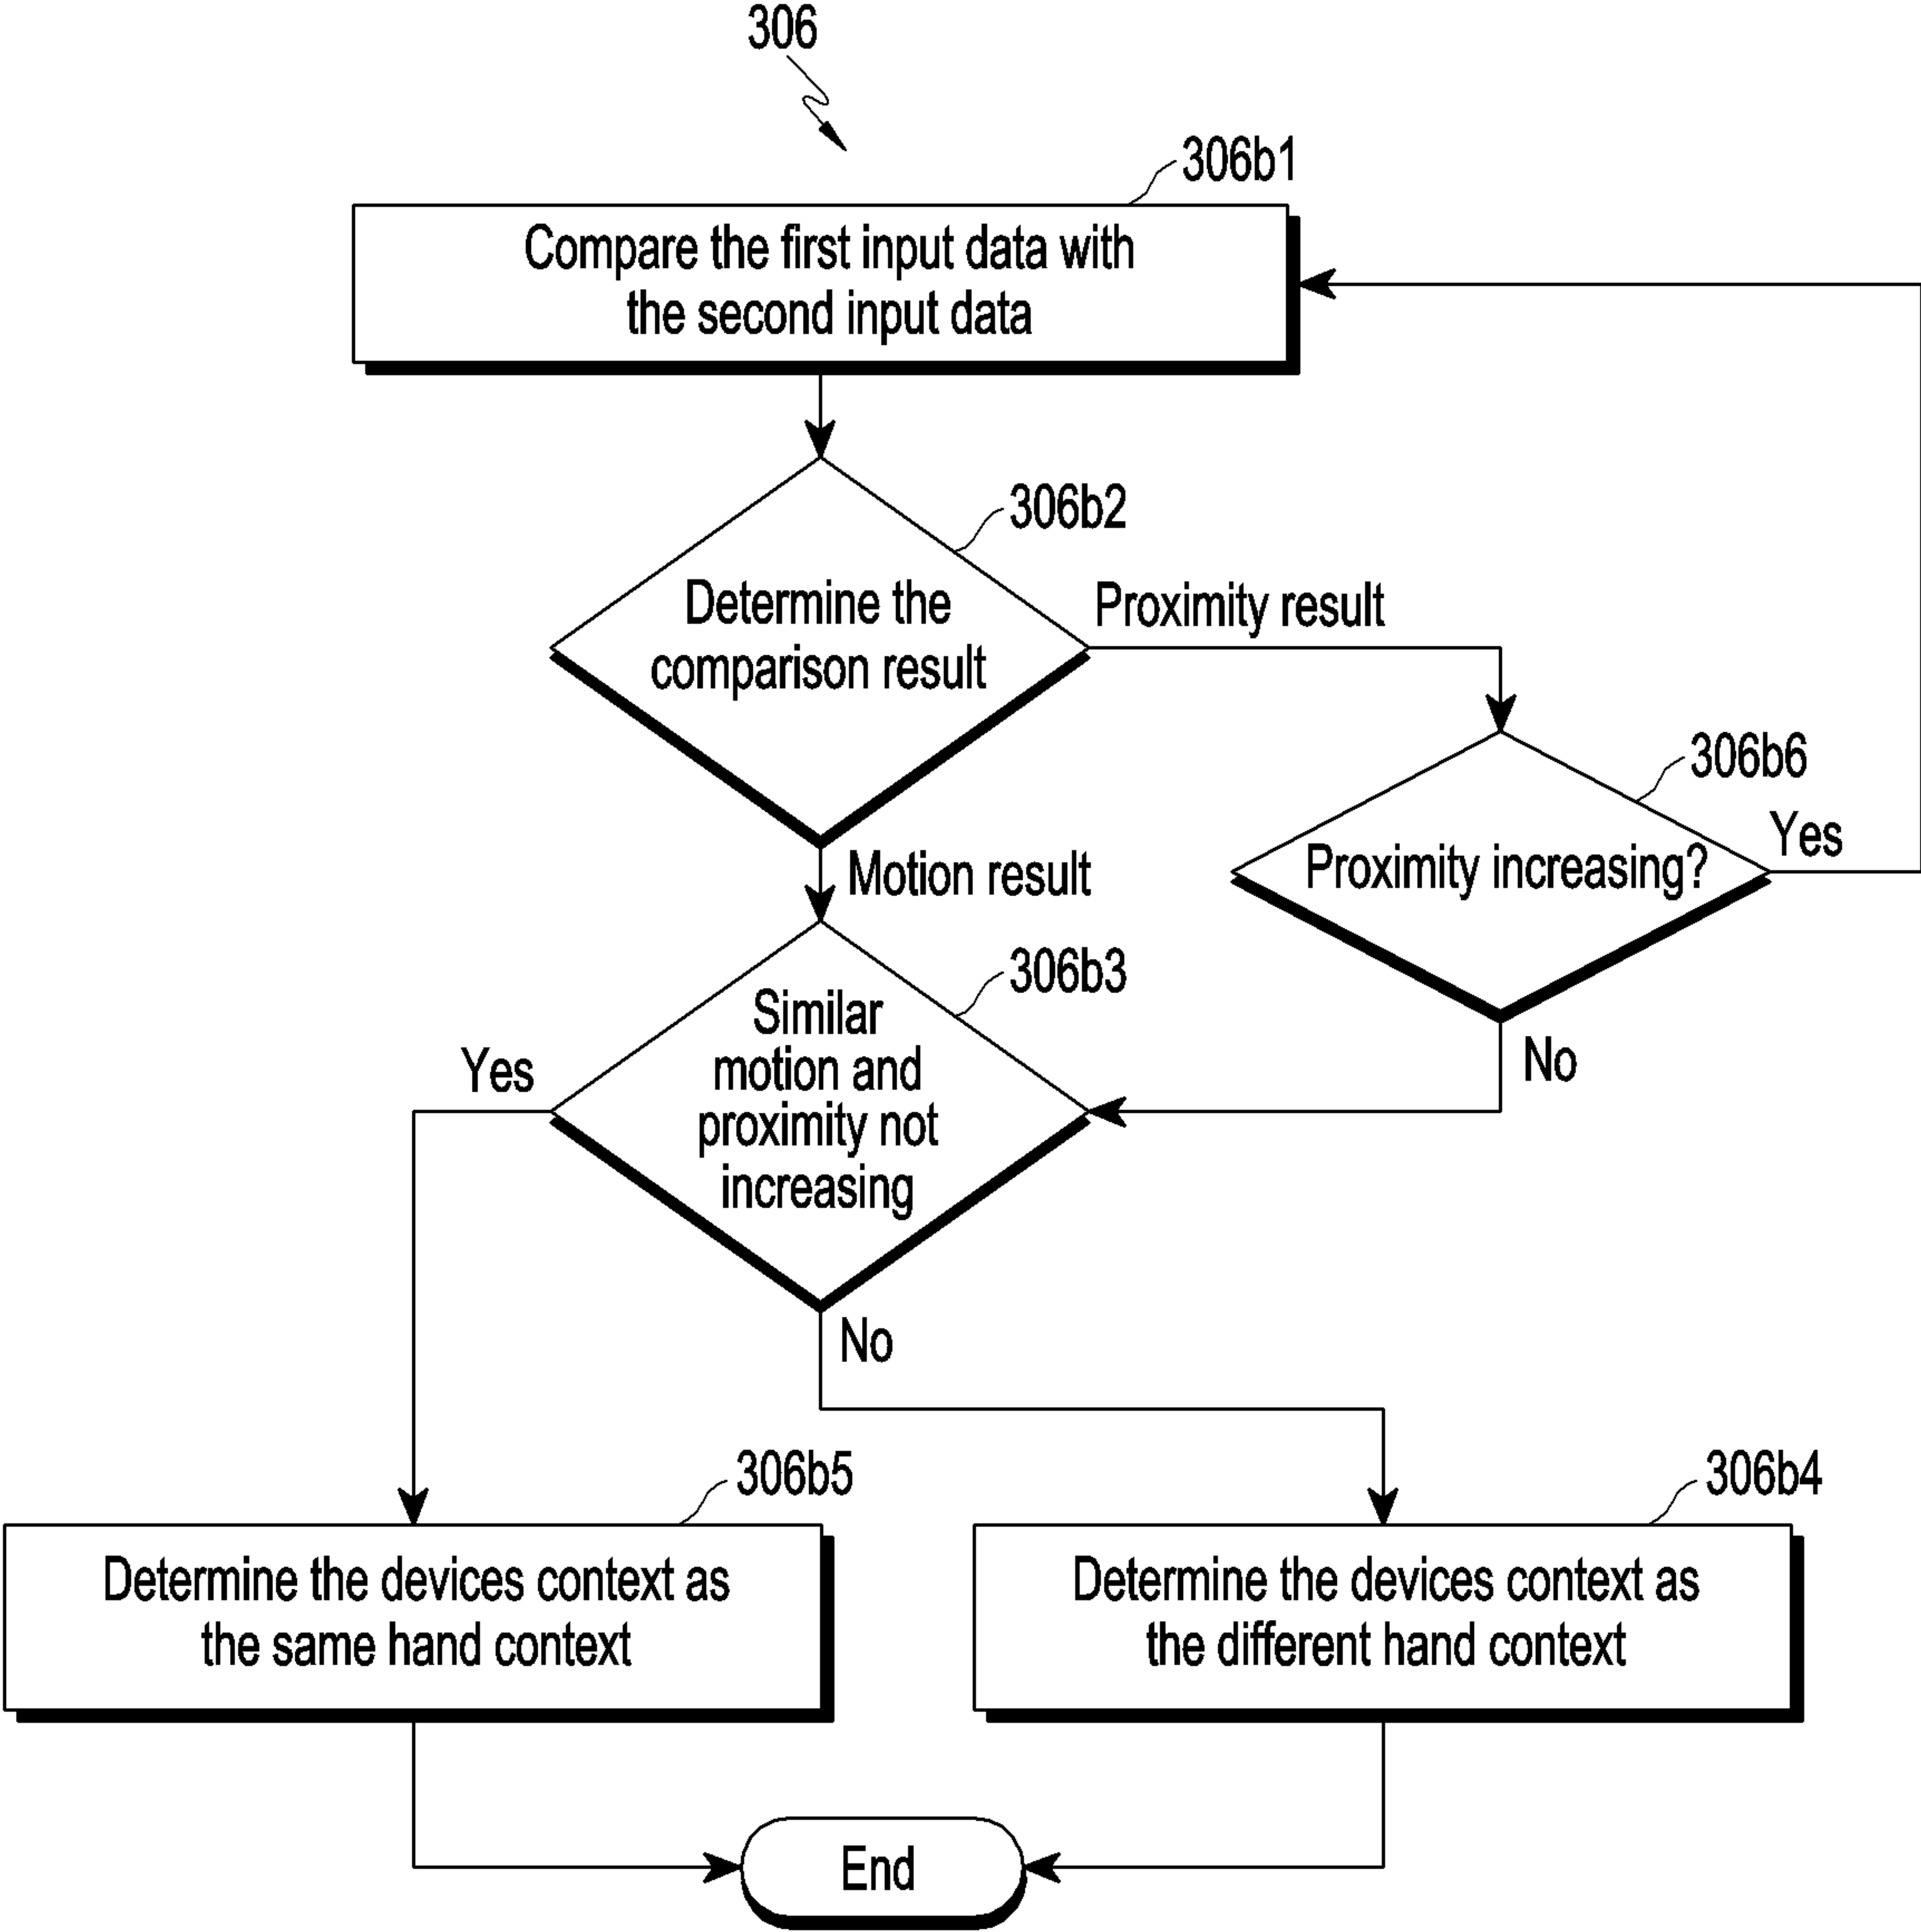 306
306b1
Compare the first input data with
the second input data
306b2
Determine the
comparison result
Proximity result
306b6
Proximity increasing?
Yes
Motion result
306b3
Similar
motion and
proximity not
increasing
Yes
No
No
306b5
Determine the devices context as
the same hand context
306b4
Determine the devices context as
the different hand context
End